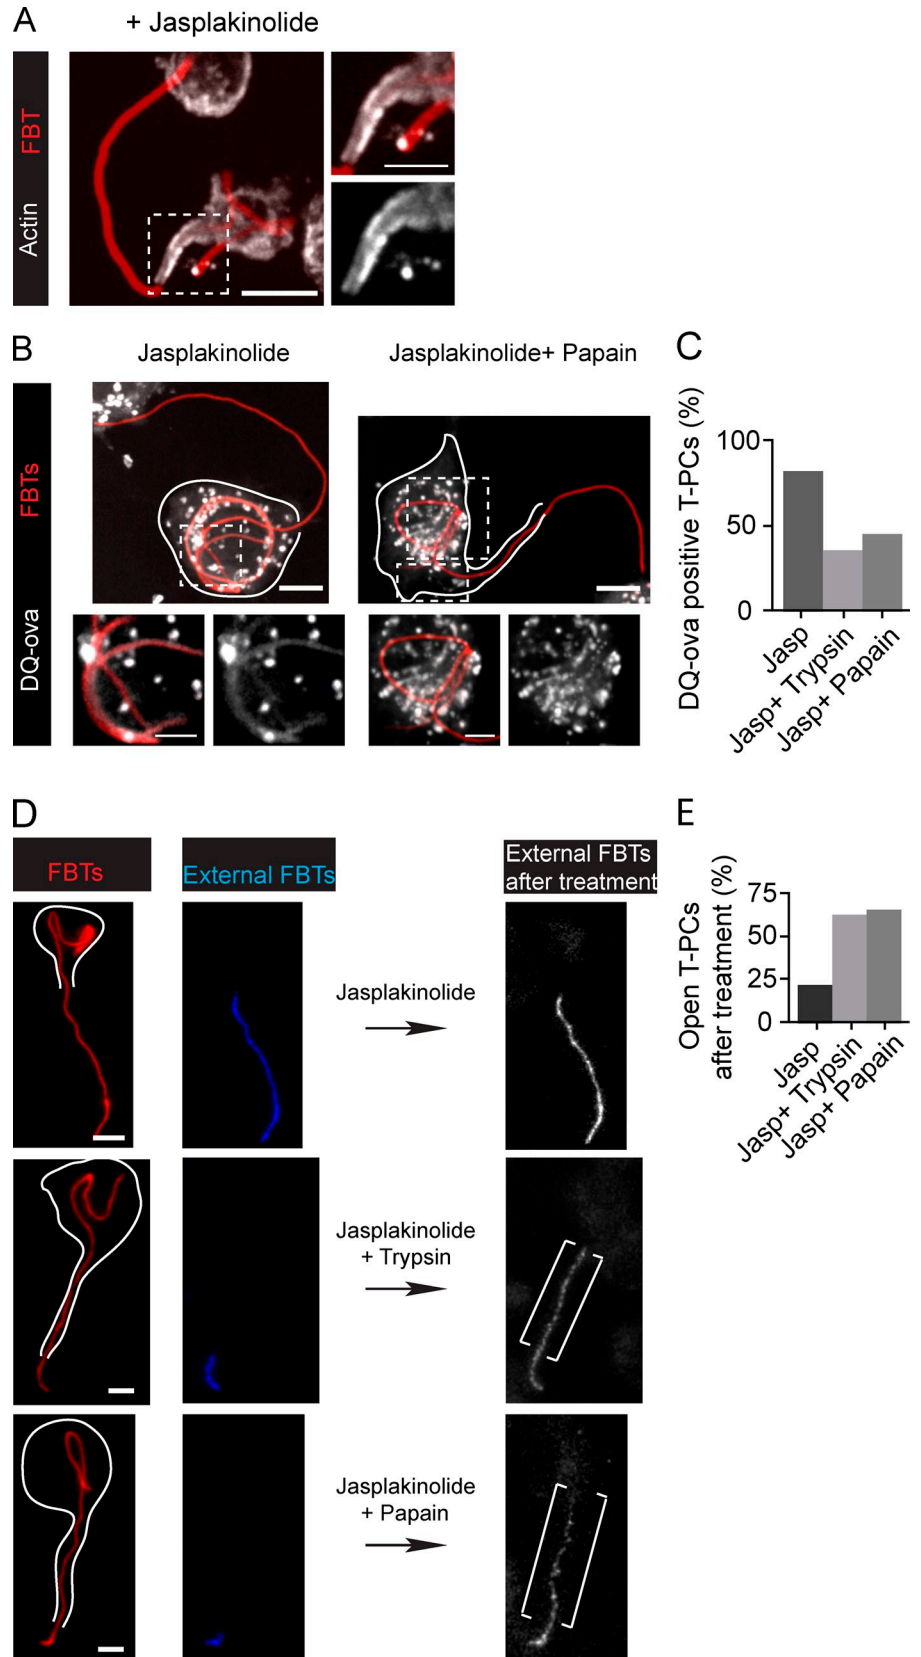 A
+ Jasplakinolide
Actin FBT
B
Jasplakinolide
Jasplakinolide+ Papain
DQ-ova FBTs
C
DQ-ova positive T-PCs (%)
100
50
0
Jasp
Jasp+ Trypsin
Jasp+ Papain
D
FBTs
External FBTs
External FBTs
after treatment
Jasplakinolide
Jasplakinolide
+ Trypsin
Jasplakinolide
+ Papain
E
Open T-PCs
after treatment (%)
75
50
25
0
Jasp
Jasp+ Trypsin
Jasp+ Papain